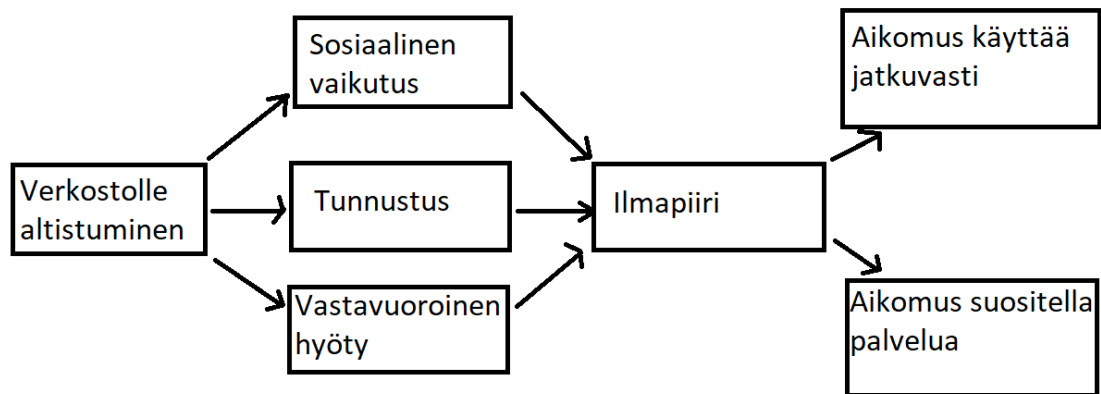 Verkostolle
altistuminen
Sosiaalinen
vaikutus
Tunnustus
Vastavuoroinen
hyöty
Ilmapiiri
Aikomus käyttää
jatkuvasti
Aikomus suositella
palvelua